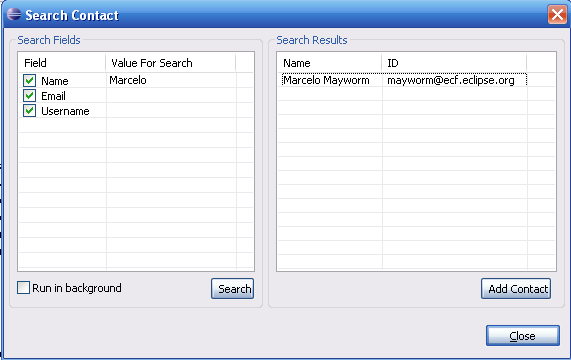 Search Contact
Search Fields
Field Value For Search
Name Marcelo
Email
Username
Run in background
Search
Search Results
Name ID
Marcelo Mayworm mayworm@ecf.eclipse.org
Add Contact
Close